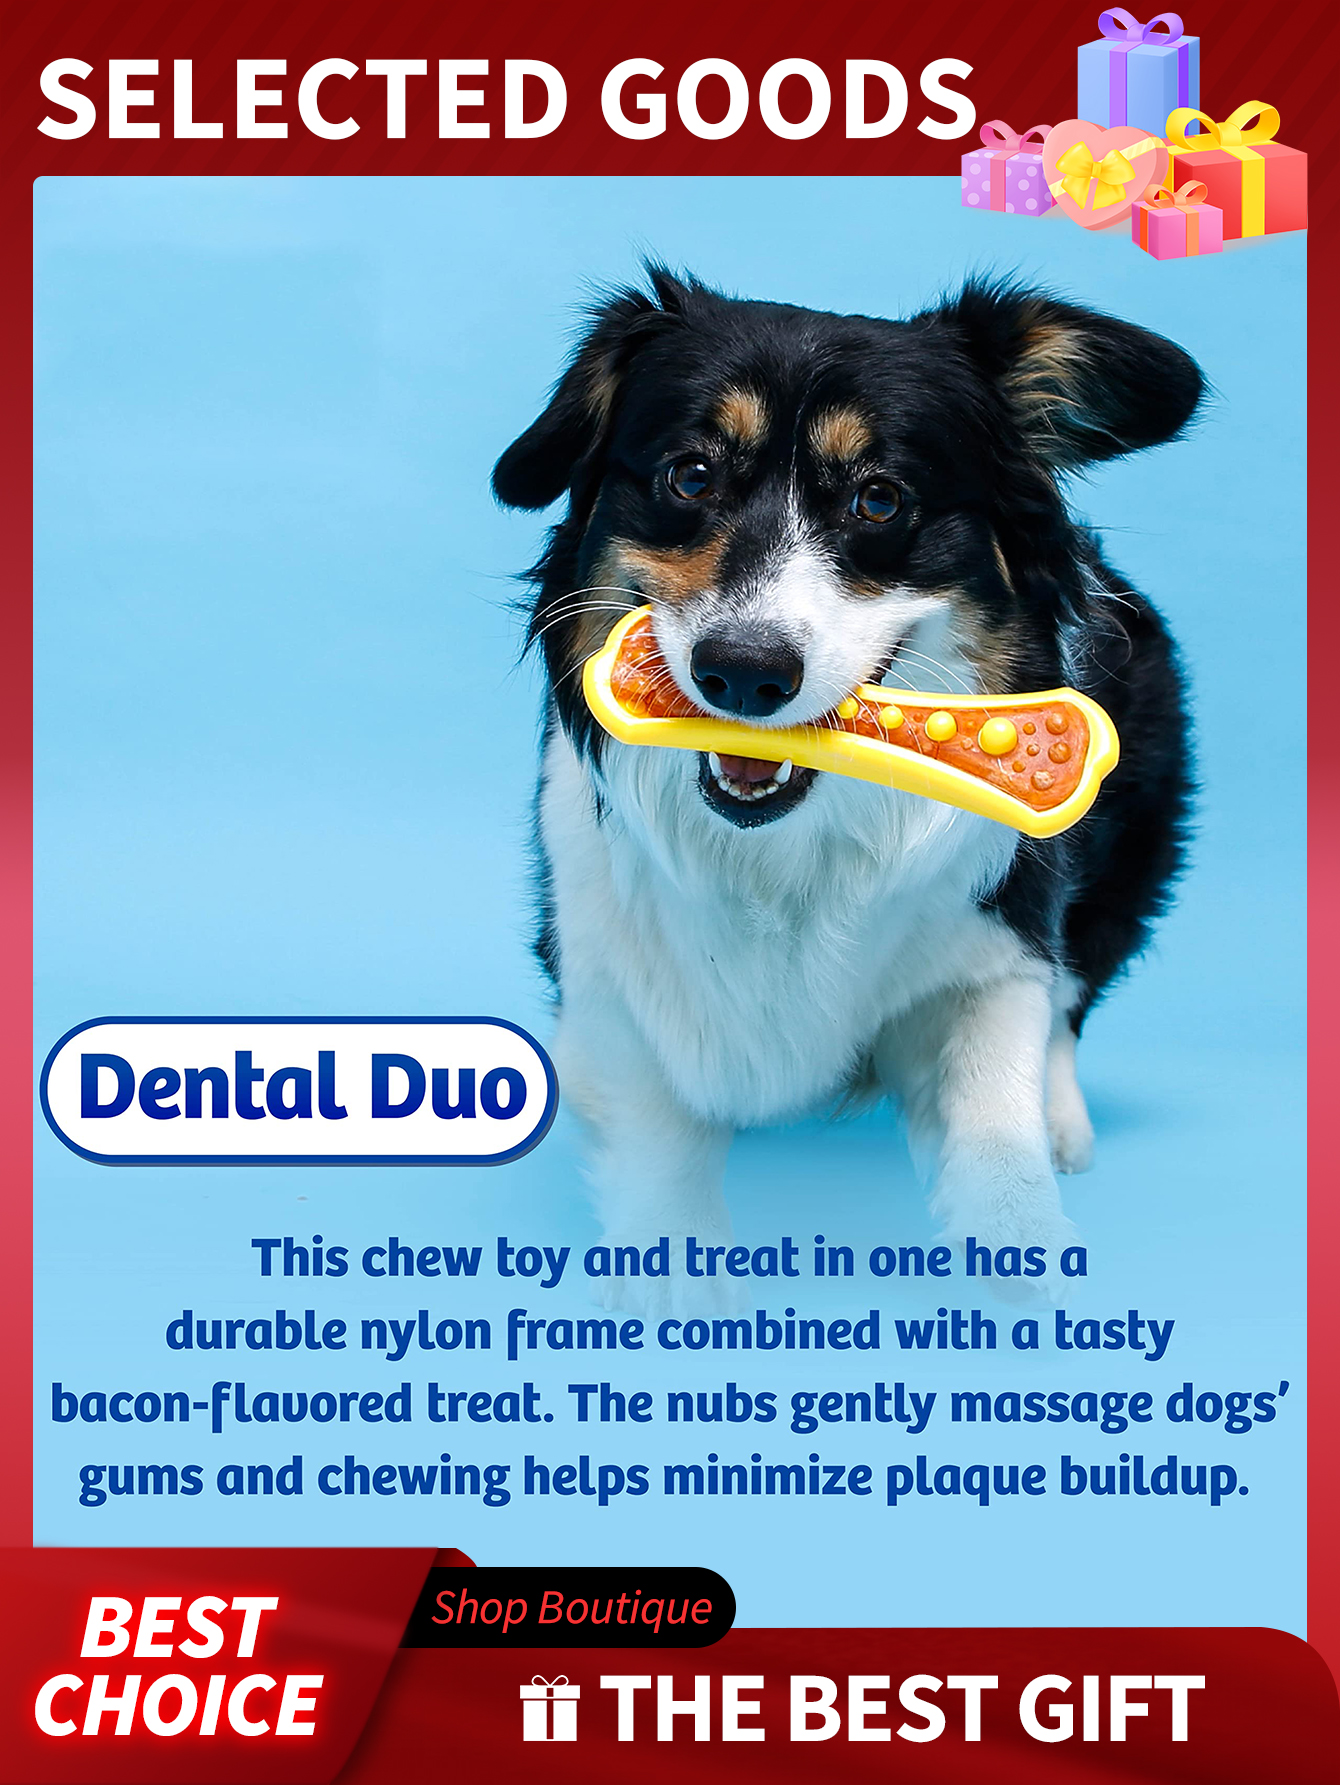 SELECTED GOODS
Dental Duo
This chew toy and treat in one has a
durable nylon frame combined with a tasty
bacon-flavored treat. The nubs gently massage dogs’
gums and chewing helps minimize plaque buildup.
BEST
CHOICE
Shop Boutique
THE BEST GIFT